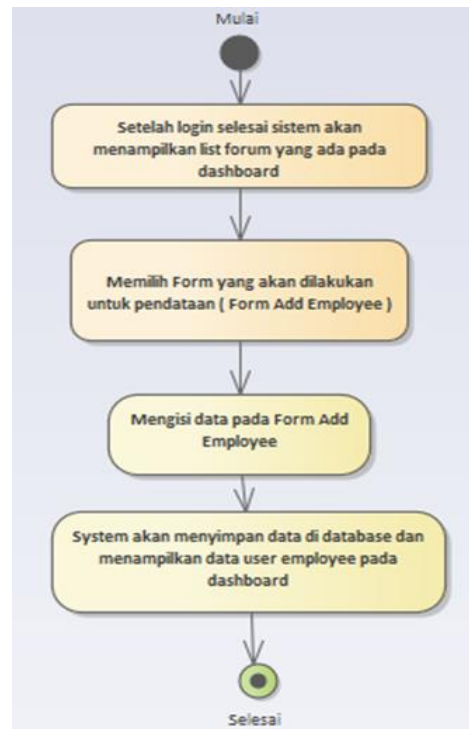 Mulai
Setelah login selesai sistem akan
menampilkan list forum yang ada pada
dashboard
Memilih Form yang akan dilakukan
untuk pendataan ( Form Add Employee )
Mengisi data pada Form Add
Employee
System akan menyimpan data di database dan
menampilkan data user employee pada
dashboard
Selesai